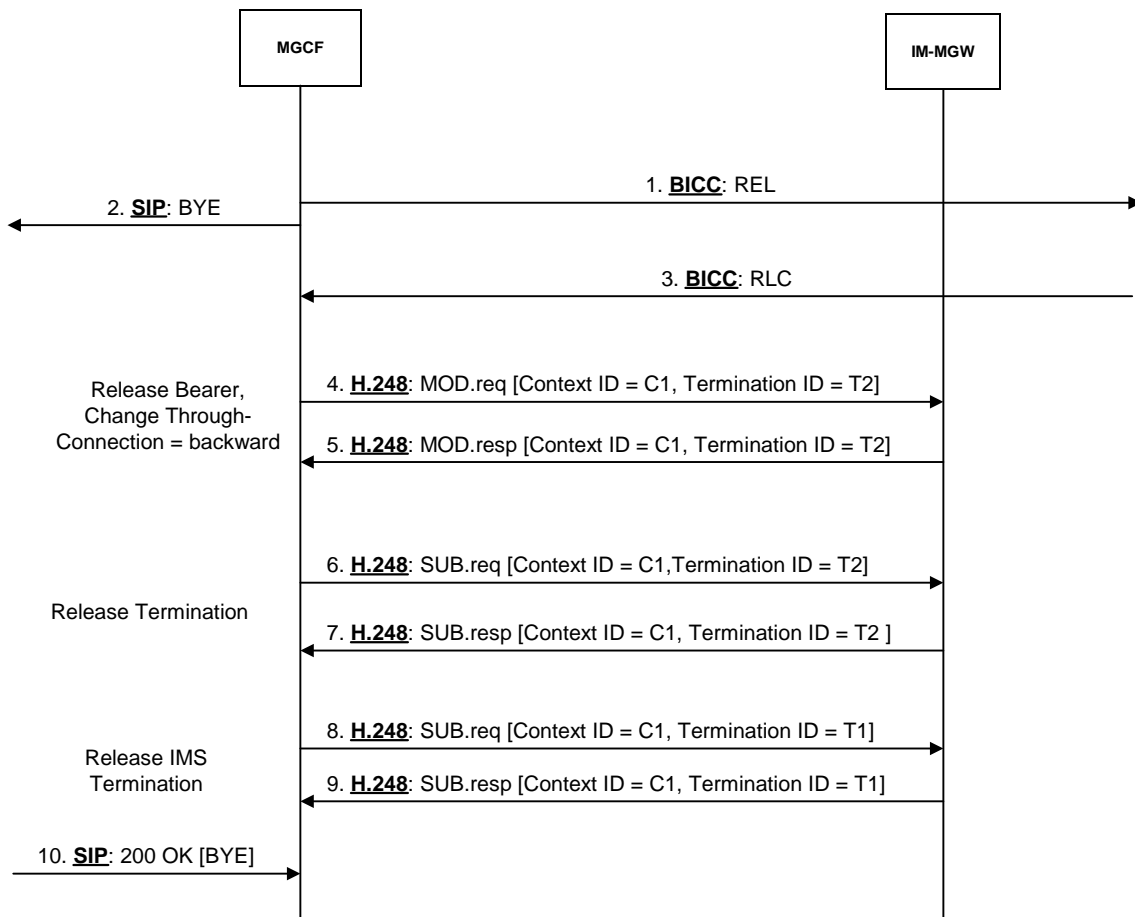 MGCF
IM-MGW
1. BICC: REL
2. SIP: BYE
3. BICC: RLC
Release Bearer,
Change Through-
Connection = backward
4. H.248: MOD.req [Context ID = C1, Termination ID = T2]
5. H.248: MOD.resp [Context ID = C1, Termination ID = T2]
6. H.248: SUB.req [Context ID = C1,Termination ID = T2]
Release Termination
7. H.248: SUB.resp [Context ID = C1, Termination ID = T2 ]
8. H.248: SUB.req [Context ID = C1, Termination ID = T1]
Release IMS
Termination
9. H.248: SUB.resp [Context ID = C1, Termination ID = T1]
10. SIP: 200 OK [BYE]